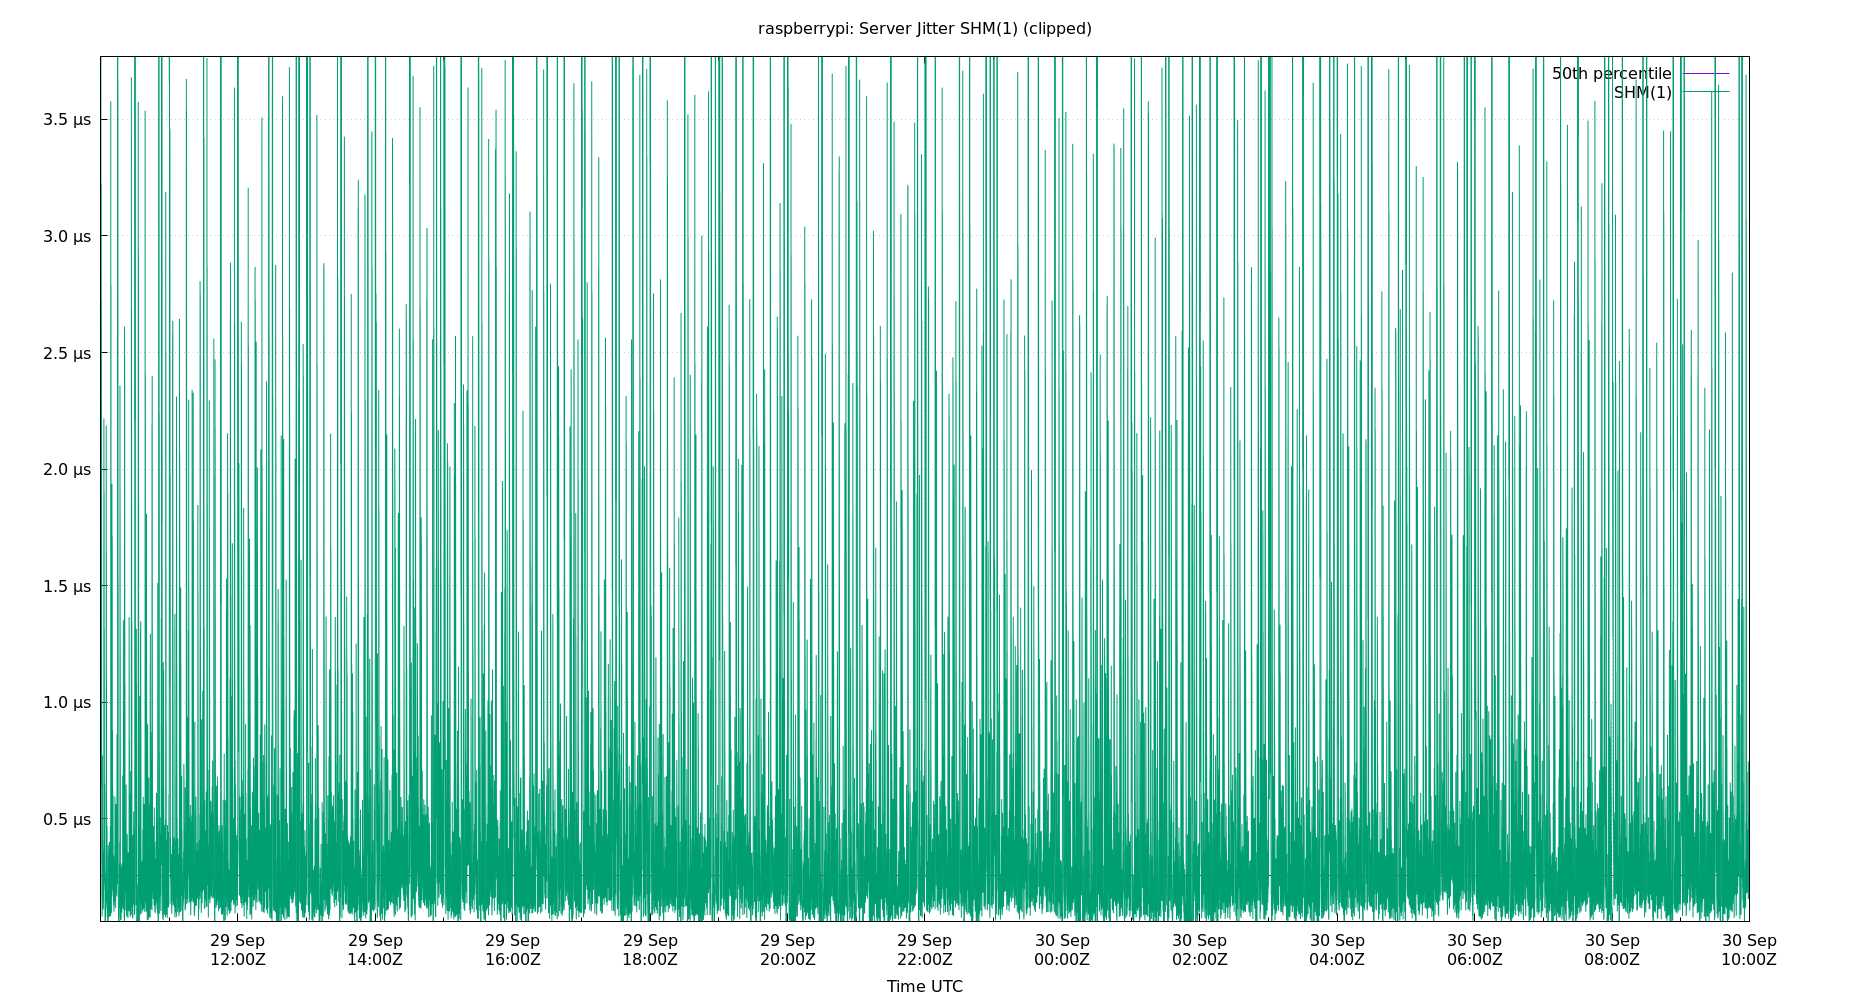 raspberrypi: Server Jitter SHM(1) (clipped)
50th percentile
SHM(1)
3.5 µs
3.0 µs
2.5 µs
2.0 µs
1.5 µs
1.0 µs
0.5 µs
29 Sep 29 Sep 29 Sep 29 Sep 29 Sep 29 Sep 30 Sep 30 Sep 30 Sep 30 Sep 30 Sep 30 Sep
12:00Z 14:00Z 16:00Z 18:00Z 20:00Z 22:00Z 00:00Z 02:00Z 04:00Z 06:00Z 08:00Z 10:00Z
Time UTC